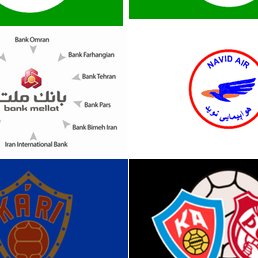 Bank Omran
Bank Farhangian
Bank Tehran
بانک ملت
bank mellat
Bank Pars
Bank Bimeh Iran
Iran International Bank
NAVID AIR
هواپیمایی نوید
KÁRI
KA